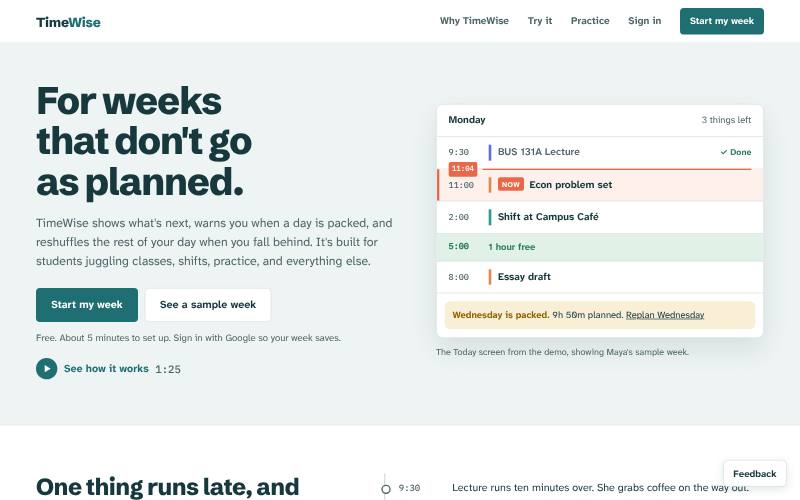 TimeWise
Why TimeWise
Try it
Practice
Sign in
Start my week
For weeks
that don't go
as planned.
TimeWise shows what's next, warns you when a day is packed, and
reshuffles the rest of your day when you fall behind. It's built for
students juggling classes, shifts, practice, and everything else.
Start my week
See a sample week
Free. About 5 minutes to set up. Sign in with Google so your week saves.
See how it works 1:25
Monday
3 things left
9:30 BUS 131A Lecture ✓ Done
11:04
11:00 NOW Econ problem set
2:00 Shift at Campus Café
5:00 1 hour free
8:00 Essay draft
Wednesday is packed. 9h 50m planned. Replan Wednesday
The Today screen from the demo, showing Maya's sample week.
One thing runs late, and
9:30 Lecture runs ten minutes over. She grabs coffee on the way out.
Feedback